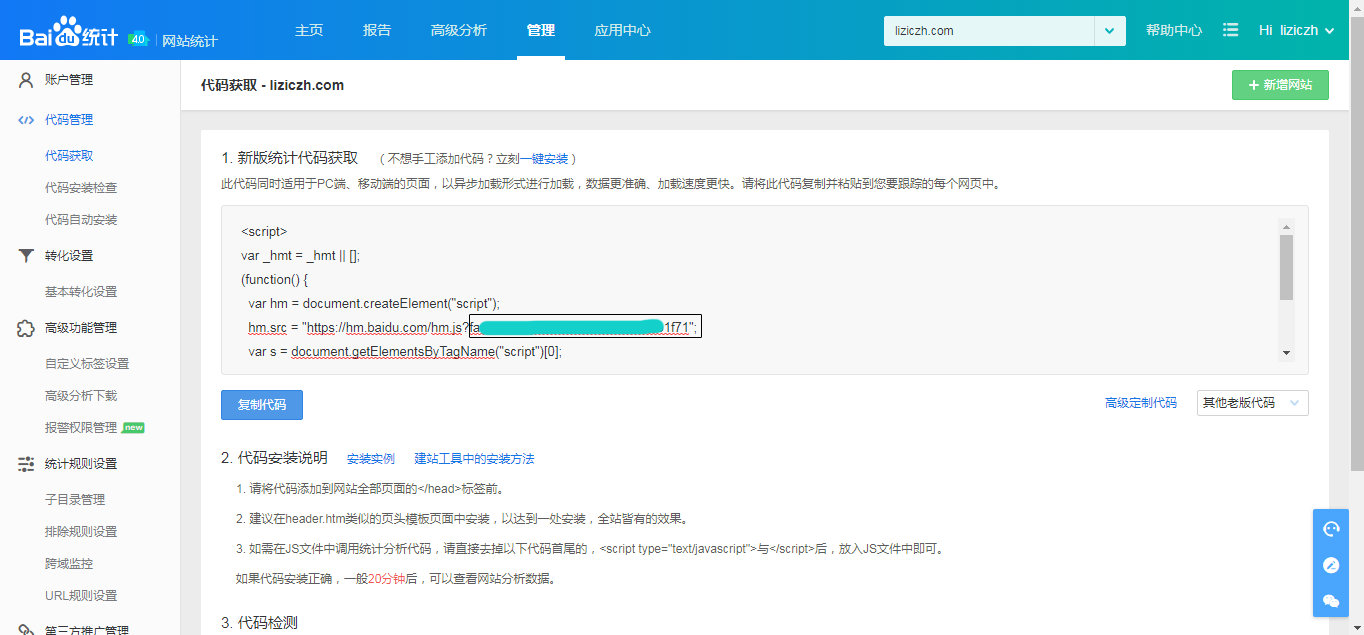 Baidu统计 4.0 | 网站统计
主页 报告 高级分析 管理 应用中心
liziczh.com
帮助中心 Hi liziczh
账户管理
代码管理
代码获取
代码安装检查
代码自动安装
转化设置
基本转化设置
高级功能管理
自定义标签设置
高级分析下载
报警权限管理 new
统计规则设置
子目录管理
排除规则设置
跨域监控
URL规则设置
第三方推广管理
代码获取 - liziczh.com
+ 新增网站
1. 新版统计代码获取 （不想手工添加代码？立刻一键安装）
此代码同时适用于PC端、移动端的页面，以异步加载形式进行加载，数据更准确、加载速度更快。请将此代码复制并粘贴到您要跟踪的每个网页中。
<script>
var _hmt = _hmt || [];
(function() {
var hm = document.createElement("script");
hm.src = "https://hm.baidu.com/hm.js?fa 1f71";
var s = document.getElementsByTagName("script")[0];
复制代码
高级定制代码 其他老版代码
2. 代码安装说明 安装实例 建站工具中的安装方法
1. 请将代码添加到网站全部页面的</head>标签前。
2. 建议在header.htm类似的页头模板页面中安装，以达到一处安装，全站皆有的效果。
3. 如需在JS文件中调用统计分析代码，请直接去掉以下代码首尾的，<script type="text/javascript">与</script>后，放入JS文件中即可。
如果代码安装正确，一般20分钟后，可以查看网站分析数据。
3. 代码检测